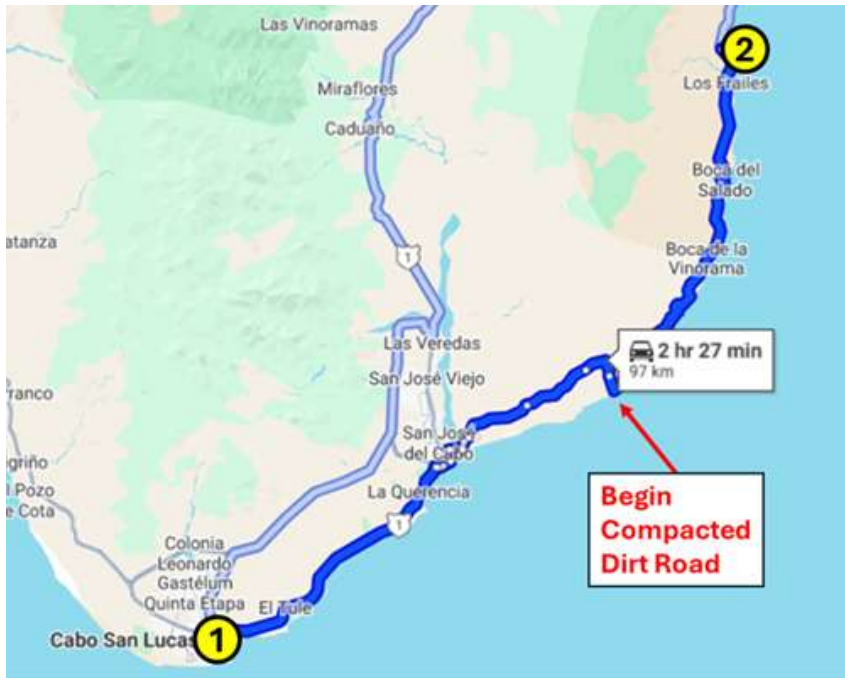 Las Vinoramas
2
Los Frailes
Miraflores
Caduaño
Boca del
Salado
atanza
1
Boca de la
Vinorama
Las Veredas
2 hr 27 min
97 km
San José Viejo
ranco
San José
del Cabo
griño
l Pozo
e Cota
La Querencia
1
Begin
Compacted
Dirt Road
Colonia
Leonardo
Gastélum
Quinta Etapa
El Tule
Cabo San Lucas
1